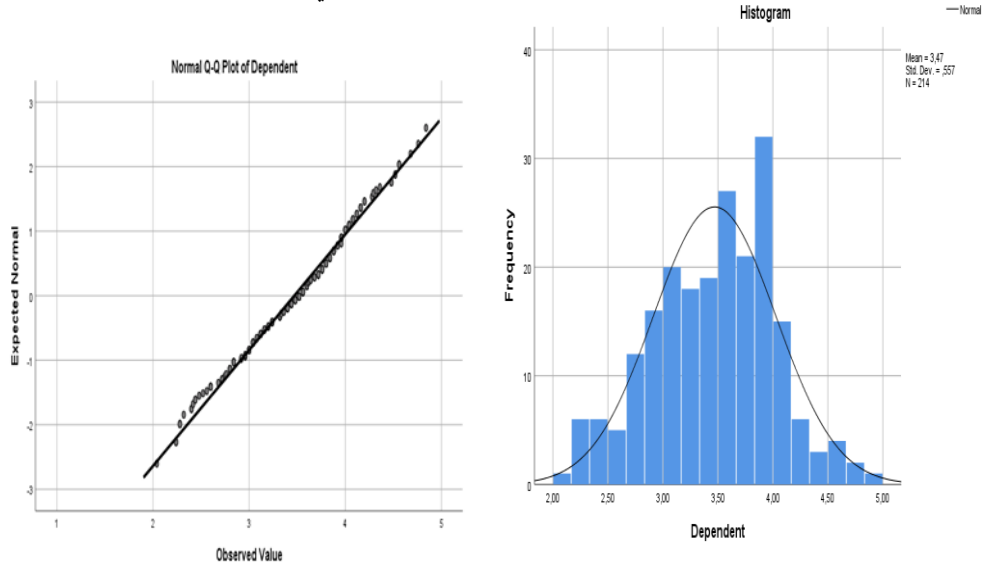 Normal Q-Q Plot of Dependent
3
2
1
0
-1
-2
-3
1 2 3 4 5
Expected Normal
Observed Value
Histogram
Normal
Mean = 3,47
Std. Dev. = ,557
N = 214
40
30
20
10
0
2,00 2,50 3,00 3,50 4,00 4,50 5,00
Frequency
Dependent